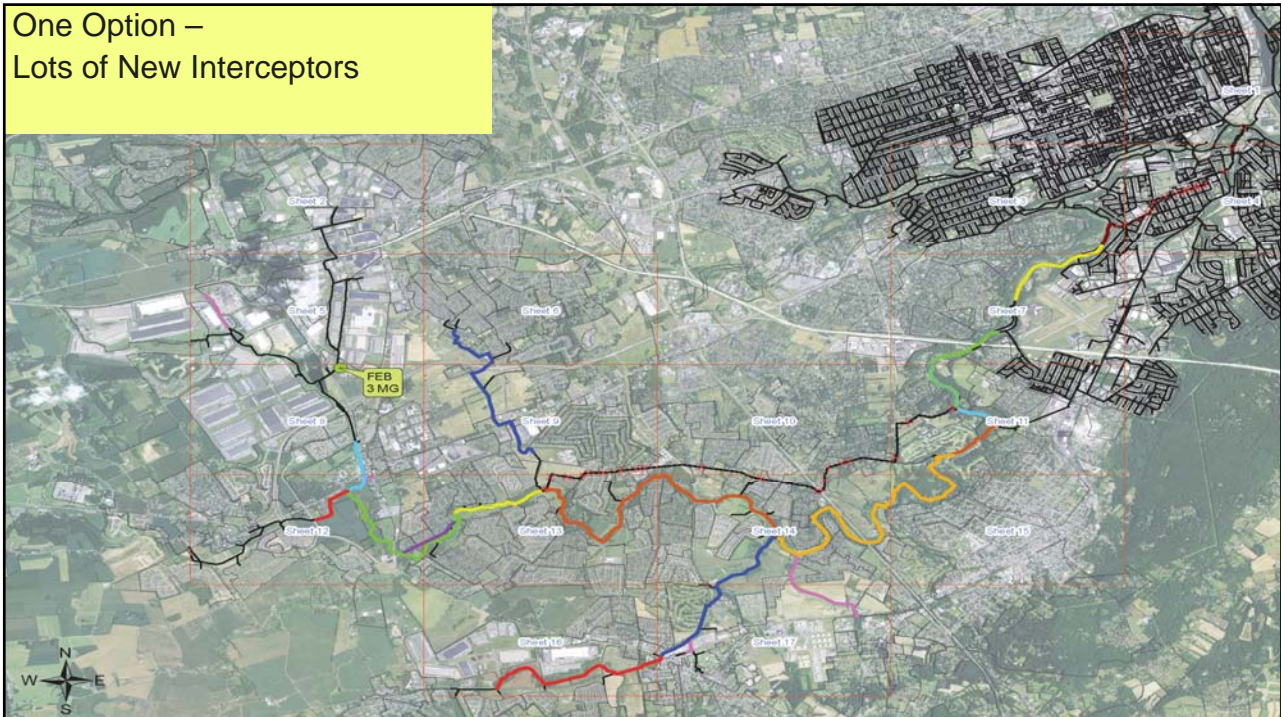 One Option –
Lots of New Interceptors
Sheet 1
Sheet 2
Sheet 3
Sheet 4
Sheet 5
Sheet 6
Sheet 7
FEB
3 MG
Sheet 8
Sheet 9
Sheet 10
Sheet 11
Sheet 12
Sheet 13
Sheet 14
Sheet 15
Sheet 16
Sheet 17
N
W
E
S